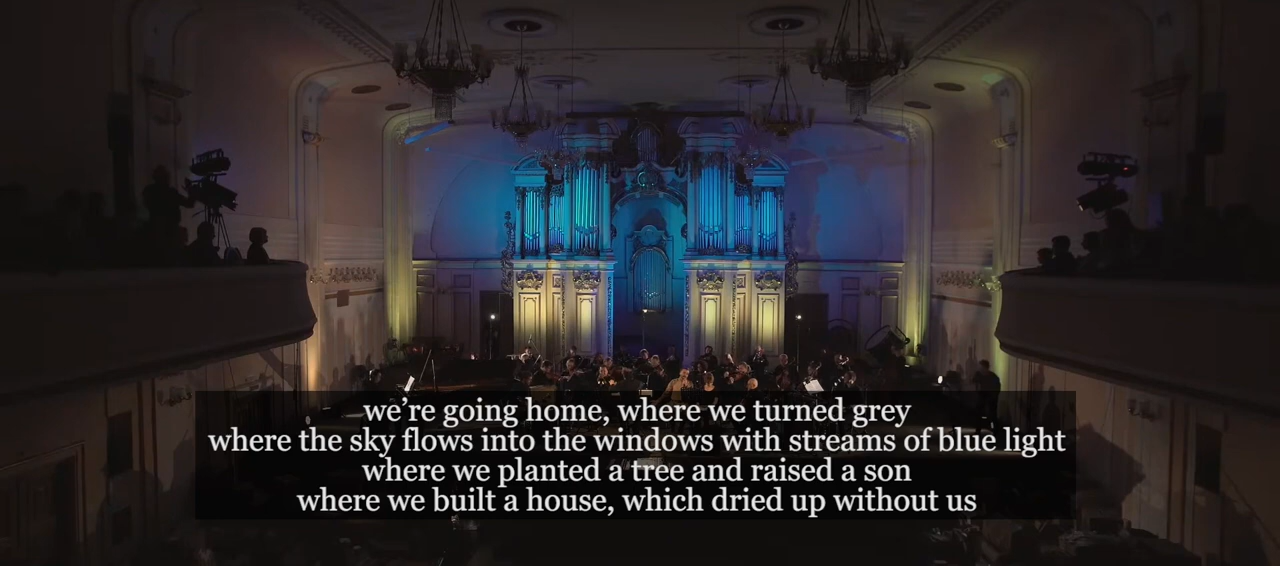 we’re going home, where we turned grey
where the sky flows into the windows with streams of blue light
where we planted a tree and raised a son
where we built a house, which dried up without us